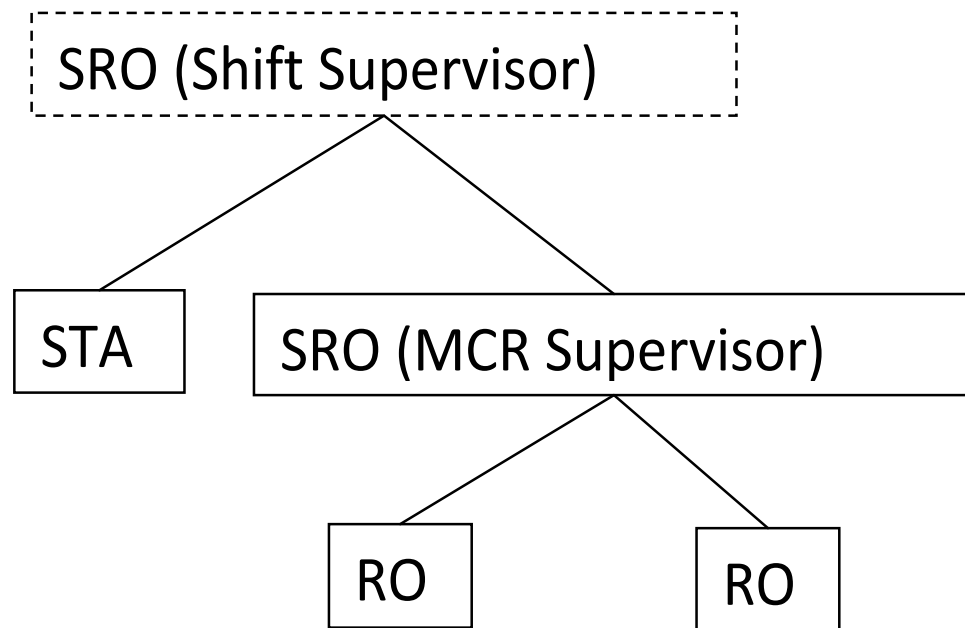 SRO (Shift Supervisor)
STA
SRO (MCR Supervisor)
RO
RO